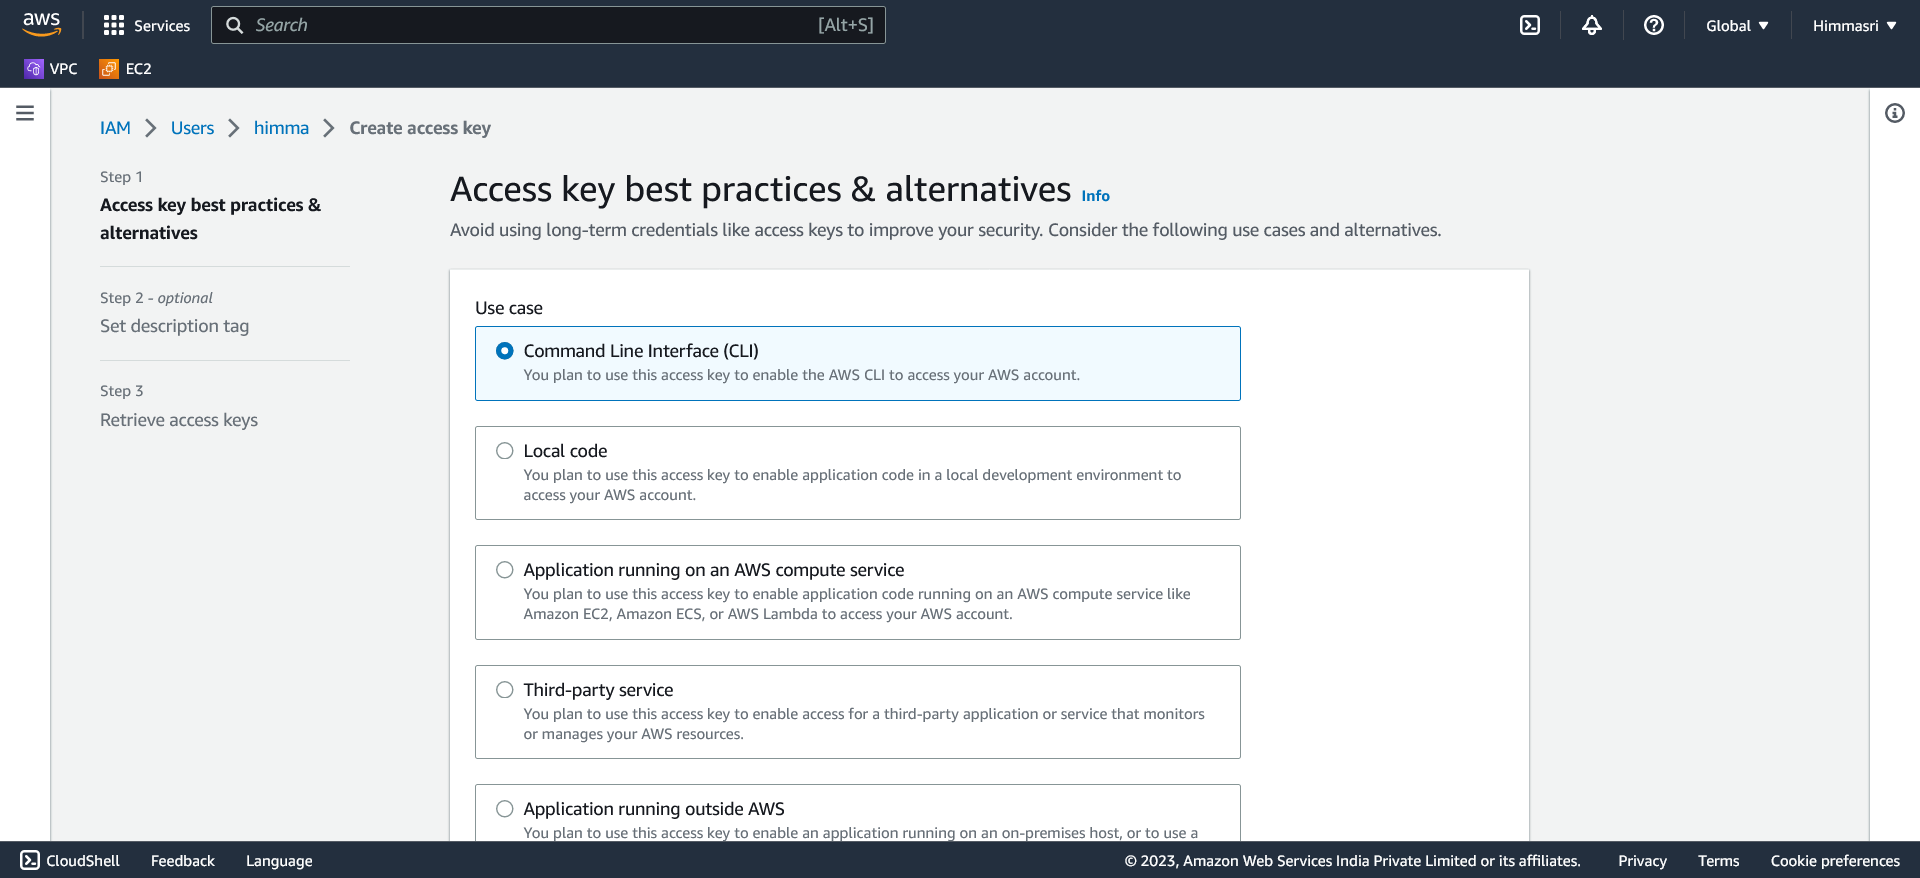 aws
Services
Search [Alt+S]
Global
Himmasri
VPC
EC2
IAM
Users
himma
Create access key
Step 1
Access key best practices &
alternatives
Step 2 - optional
Set description tag
Step 3
Retrieve access keys
Access key best practices & alternatives Info
Avoid using long-term credentials like access keys to improve your security. Consider the following use cases and alternatives.
Use case
Command Line Interface (CLI)
You plan to use this access key to enable the AWS CLI to access your AWS account.
Local code
You plan to use this access key to enable application code in a local development environment to
access your AWS account.
Application running on an AWS compute service
You plan to use this access key to enable application code running on an AWS compute service like
Amazon EC2, Amazon ECS, or AWS Lambda to access your AWS account.
Third-party service
You plan to use this access key to enable access for a third-party application or service that monitors
or manages your AWS resources.
Application running outside AWS
You plan to use this access key to enable an application running on an on-premises host, or to use a
CloudShell
Feedback
Language
© 2023, Amazon Web Services India Private Limited or its affiliates.
Privacy
Terms
Cookie preferences